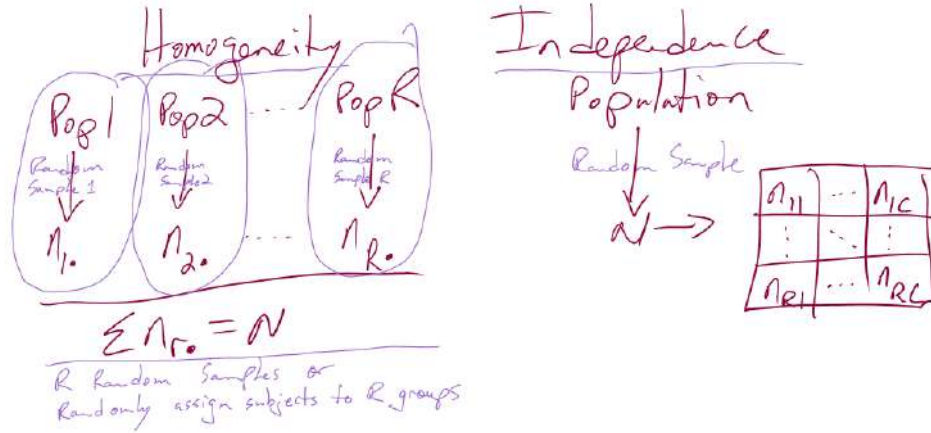 Homogeneity
Pop 1 Pop 2 .... Pop R
Random Sample 1 Random Sample 2 Random Sample R
n1. n2. .... nR.
Σ nr. = N
R Random Samples or
Randomly assign subjects to R groups
Independence
Population
Random Sample
N →
n11 ... n1C
⋮ ⋱ ⋮
nR1 ... nRC